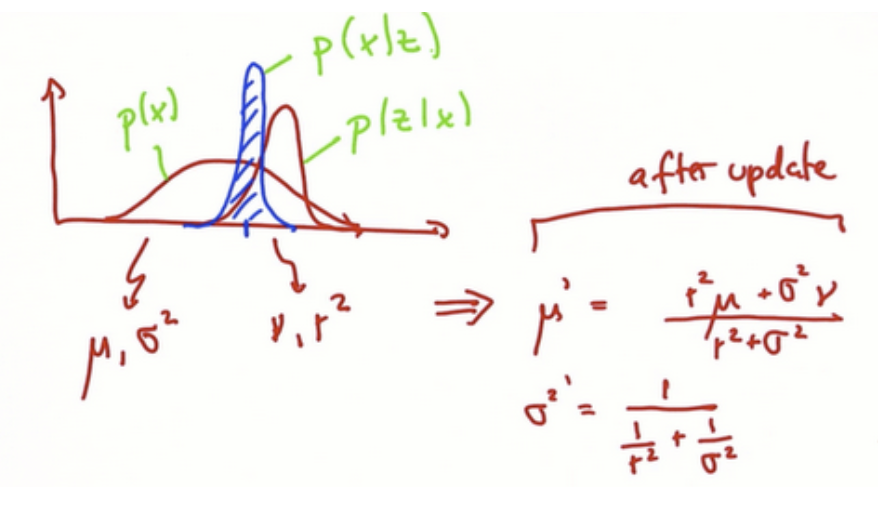 p(x|z)
p(x)
p(z|x)
after update
μ, σ²
ν, r²
⇒
μ' = r²μ + σ²ν / r² + σ²
σ²' = 1 / 1/r² + 1/σ²